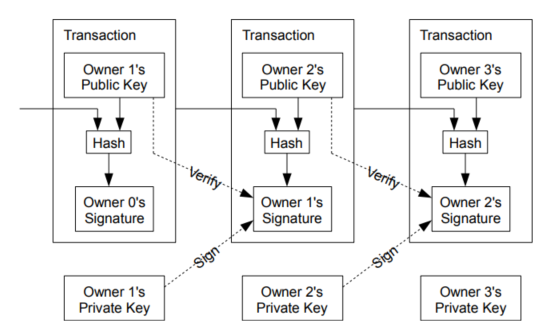 Transaction
Owner 1's
Public Key
Hash
Owner 0's
Signature
Transaction
Owner 2's
Public Key
Hash
Verify
Owner 1's
Signature
Transaction
Owner 3's
Public Key
Hash
Verify
Owner 2's
Signature
Sign
Sign
Owner 1's
Private Key
Owner 2's
Private Key
Owner 3's
Private Key